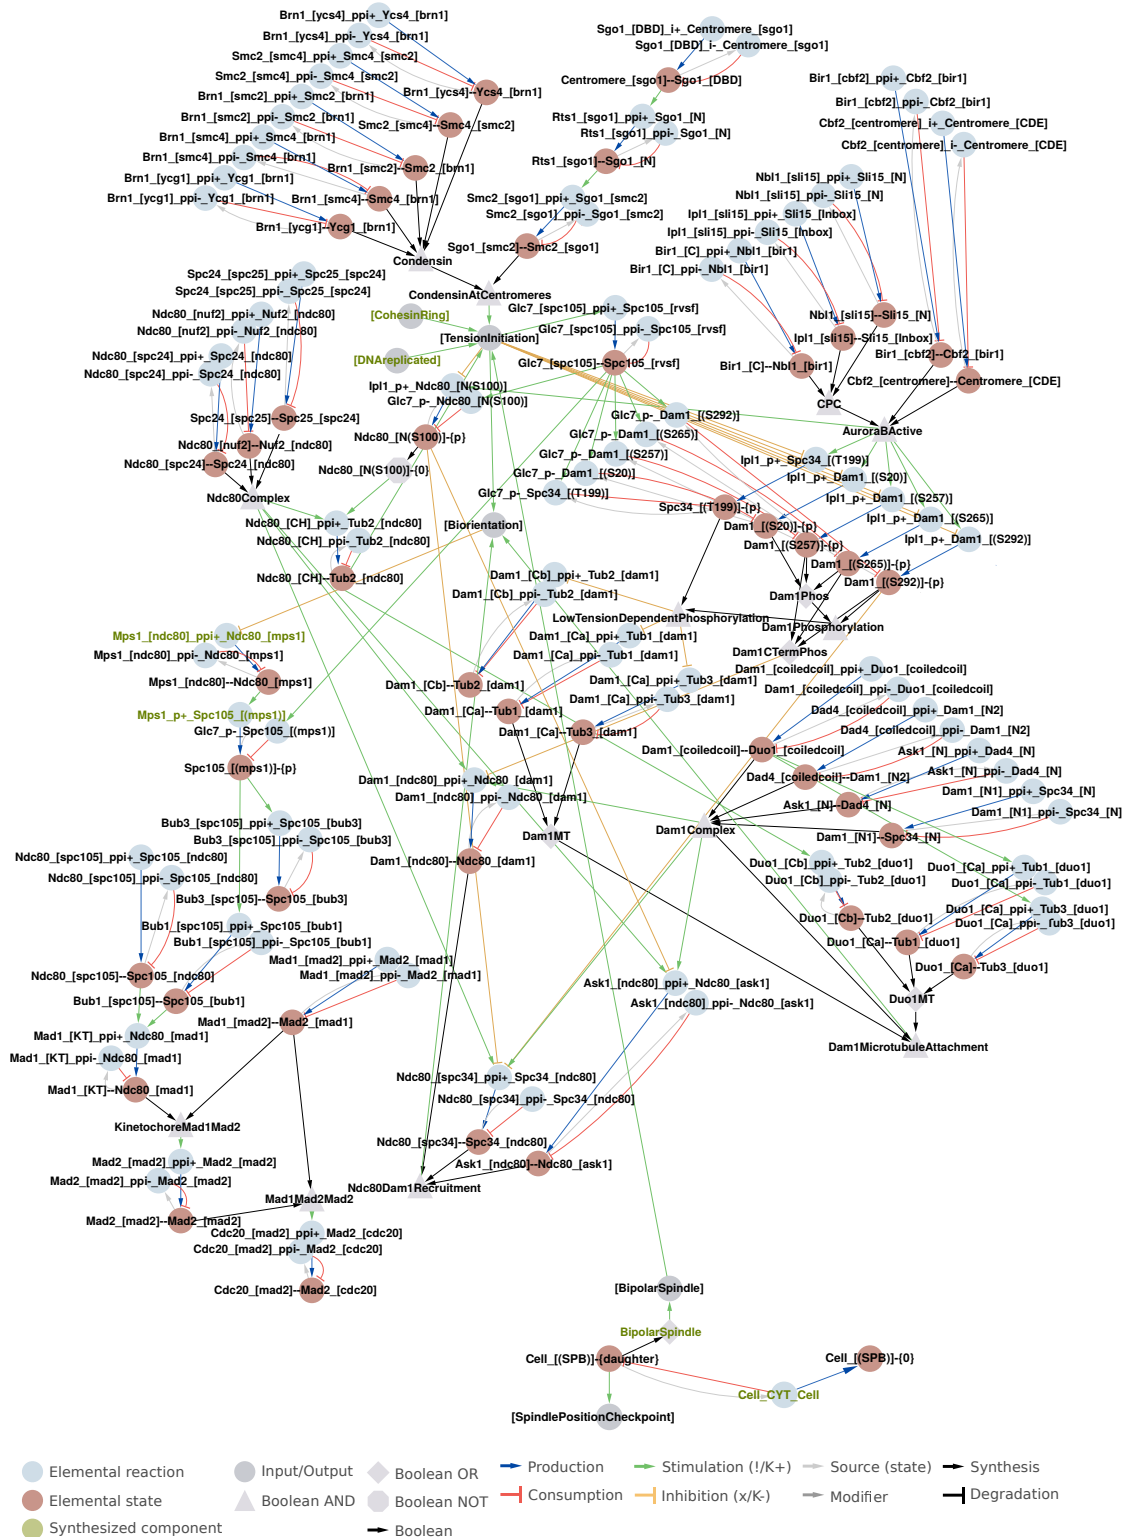 Brn1_[ycs4]_ppi+_Ycs4_[brn1]
Brn1_[ycs4]_ppi-_Ycs4_[brn1]
Smc2_[smc4]_ppi+_Smc4_[smc2]
Smc2_[smc4]_ppi-_Smc4_[smc2]
Brn1_[ycs4]--Ycs4_[brn1]
Brn1_[smc2]_ppi+_Smc2_[brn1]
Brn1_[smc2]_ppi-_Smc2_[brn1]
Smc2_[smc4]--Smc4_[smc2]
Brn1_[smc4]_ppi+_Smc4_[brn1]
Brn1_[smc4]_ppi-_Smc4_[brn1]
Brn1_[smc2]--Smc2_[brn1]
Brn1_[ycg1]_ppi+_Ycg1_[brn1]
Brn1_[ycg1]_ppi-_Ycg1_[brn1]
Brn1_[smc4]--Smc4_[brn1]
Brn1_[ycg1]--Ycg1_[brn1]
Condensin
Sgo1_[DBD]_i+_Centromere_[sgo1]
Sgo1_[DBD]_i-_Centromere_[sgo1]
Centromere_[sgo1]--Sgo1_[DBD]
Rts1_[sgo1]_ppi+_Sgo1_[N]
Rts1_[sgo1]_ppi-_Sgo1_[N]
Rts1_[sgo1]--Sgo1_[N]
Smc2_[sgo1]_ppi+_Sgo1_[smc2]
Smc2_[sgo1]_ppi-_Sgo1_[smc2]
Sgo1_[smc2]--Smc2_[sgo1]
CondensinAtCentromeres
Bir1_[cbf2]_ppi+_Cbf2_[bir1]
Bir1_[cbf2]_ppi-_Cbf2_[bir1]
Cbf2_[centromere]_i+_Centromere_[CDE]
Cbf2_[centromere]_i-_Centromere_[CDE]
Nbl1_[sli15]_ppi+_Sli15_[N]
Nbl1_[sli15]_ppi-_Sli15_[N]
Ipl1_[sli15]_ppi+_Sli15_[Inbox]
Ipl1_[sli15]_ppi-_Sli15_[Inbox]
Bir1_[C]_ppi+_Nbl1_[bir1]
Bir1_[C]_ppi-_Nbl1_[bir1]
Nbl1_[sli15]--Sli15_[N]
Ipl1_[sli15]--Sli15_[Inbox]
Bir1_[cbf2]--Cbf2_[bir1]
Bir1_[C]--Nbl1_[bir1]
Cbf2_[centromere]--Centromere_[CDE]
CPC
AuroraBActive
Spc24_[spc25]_ppi+_Spc25_[spc24]
Spc24_[spc25]_ppi-_Spc25_[spc24]
Ndc80_[nuf2]_ppi+_Nuf2_[ndc80]
Ndc80_[nuf2]_ppi-_Nuf2_[ndc80]
Ndc80_[spc24]_ppi+_Spc24_[ndc80]
Ndc80_[spc24]_ppi-_Spc24_[ndc80]
Spc24_[spc25]--Spc25_[spc24]
Ndc80_[nuf2]--Nuf2_[ndc80]
Ndc80_[spc24]--Spc24_[ndc80]
Ndc80Complex
[CohesinRing]
[TensionInitiation]
[DNAreplicated]
Glc7_[spc105]_ppi+_Spc105_[rvsf]
Glc7_[spc105]_ppi-_Spc105_[rvsf]
Glc7_[spc105]--Spc105_[rvsf]
Ipl1_p+_Ndc80_[N(S100)]
Glc7_p-_Ndc80_[N(S100)]
Ndc80_[N(S100)]-{p}
Ndc80_[N(S100)]-{0}
Glc7_p-_Dam1_[(S292)]
Glc7_p-_Dam1_[(S265)]
Glc7_p-_Dam1_[(S257)]
Glc7_p-_Dam1_[(S20)]
Glc7_p-_Spc34_[(T199)]
Ipl1_p+_Spc34_[(T199)]
Ipl1_p+_Dam1_[(S20)]
Ipl1_p+_Dam1_[(S257)]
Ipl1_p+_Dam1_[(S265)]
Ipl1_p+_Dam1_[(S292)]
Spc34_[(T199)]-{p}
Dam1_[(S20)]-{p}
Dam1_[(S257)]-{p}
Dam1_[(S265)]-{p}
Dam1_[(S292)]-{p}
Dam1Phos
LowTensionDependentPhosphorylation
Dam1Phosphorylation
Dam1CTermPhos
Ndc80_[CH]_ppi+_Tub2_[ndc80]
Ndc80_[CH]_ppi-_Tub2_[ndc80]
Ndc80_[CH]--Tub2_[ndc80]
[Biorientation]
Dam1_[Cb]_ppi+_Tub2_[dam1]
Dam1_[Cb]_ppi-_Tub2_[dam1]
Dam1_[Ca]_ppi+_Tub1_[dam1]
Dam1_[Ca]_ppi-_Tub1_[dam1]
Dam1_[Ca]_ppi+_Tub3_[dam1]
Dam1_[Ca]_ppi-_Tub3_[dam1]
Dam1_[Cb]--Tub2_[dam1]
Dam1_[Ca]--Tub1_[dam1]
Dam1_[Ca]--Tub3_[dam1]
Mps1_[ndc80]_ppi+_Ndc80_[mps1]
Mps1_[ndc80]_ppi-_Ndc80_[mps1]
Mps1_[ndc80]--Ndc80_[mps1]
Mps1_p+_Spc105_[(mps1)]
Glc7_p-_Spc105_[(mps1)]
Spc105_[(mps1)]-{p}
Dam1_[coiledcoil]_ppi+_Duo1_[coiledcoil]
Dam1_[coiledcoil]_ppi-_Duo1_[coiledcoil]
Dad4_[coiledcoil]_ppi+_Dam1_[N2]
Dad4_[coiledcoil]_ppi-_Dam1_[N2]
Ask1_[N]_ppi+_Dad4_[N]
Ask1_[N]_ppi-_Dad4_[N]
Dam1_[N1]_ppi+_Spc34_[N]
Dam1_[N1]_ppi-_Spc34_[N]
Dam1_[coiledcoil]--Duo1_[coiledcoil]
Dad4_[coiledcoil]--Dam1_[N2]
Ask1_[N]--Dad4_[N]
Dam1_[N1]--Spc34_[N]
Dam1Complex
Dam1_[ndc80]_ppi+_Ndc80_[dam1]
Dam1_[ndc80]_ppi-_Ndc80_[dam1]
Dam1MT
Dam1_[ndc80]--Ndc80_[dam1]
Bub3_[spc105]_ppi+_Spc105_[bub3]
Bub3_[spc105]_ppi-_Spc105_[bub3]
Ndc80_[spc105]_ppi+_Spc105_[ndc80]
Ndc80_[spc105]_ppi-_Spc105_[ndc80]
Bub3_[spc105]--Spc105_[bub3]
Bub1_[spc105]_ppi+_Spc105_[bub1]
Bub1_[spc105]_ppi-_Spc105_[bub1]
Mad1_[mad2]_ppi+_Mad2_[mad1]
Mad1_[mad2]_ppi-_Mad2_[mad1]
Ndc80_[spc105]--Spc105_[ndc80]
Bub1_[spc105]--Spc105_[bub1]
Mad1_[mad2]--Mad2_[mad1]
Mad1_[KT]_ppi+_Ndc80_[mad1]
Mad1_[KT]_ppi-_Ndc80_[mad1]
Mad1_[KT]--Ndc80_[mad1]
KinetochoreMad1Mad2
Mad2_[mad2]_ppi+_Mad2_[mad2]
Mad2_[mad2]_ppi-_Mad2_[mad2]
Mad2_[mad2]--Mad2_[mad2]
Mad1Mad2Mad2
Cdc20_[mad2]_ppi+_Mad2_[cdc20]
Cdc20_[mad2]_ppi-_Mad2_[cdc20]
Cdc20_[mad2]--Mad2_[cdc20]
Duo1_[Cb]_ppi+_Tub2_[duo1]
Duo1_[Cb]_ppi-_Tub2_[duo1]
Duo1_[Ca]_ppi+_Tub1_[duo1]
Duo1_[Ca]_ppi-_Tub1_[duo1]
Duo1_[Ca]_ppi+_Tub3_[duo1]
Duo1_[Ca]_ppi-_Tub3_[duo1]
Duo1_[Cb]--Tub2_[duo1]
Duo1_[Ca]--Tub1_[duo1]
Duo1_[Ca]--Tub3_[duo1]
Duo1MT
Dam1MicrotubuleAttachment
Ask1_[ndc80]_ppi+_Ndc80_[ask1]
Ask1_[ndc80]_ppi-_Ndc80_[ask1]
Ndc80_[spc34]_ppi+_Spc34_[ndc80]
Ndc80_[spc34]_ppi-_Spc34_[ndc80]
Ndc80_[spc34]--Spc34_[ndc80]
Ask1_[ndc80]--Ndc80_[ask1]
Ndc80Dam1Recruitment
[BipolarSpindle]
BipolarSpindle
Cell_[(SPB)]-{daughter}
Cell_[(SPB)]-{0}
Cell_CYT_Cell
[SpindlePositionCheckpoint]
Elemental reaction
Elemental state
Synthesized component
Input/Output
Boolean AND
Boolean OR
Boolean NOT
Boolean
Production
Consumption
Stimulation (!/K+)
Inhibition (x/K-)
Source (state)
Modifier
Synthesis
Degradation